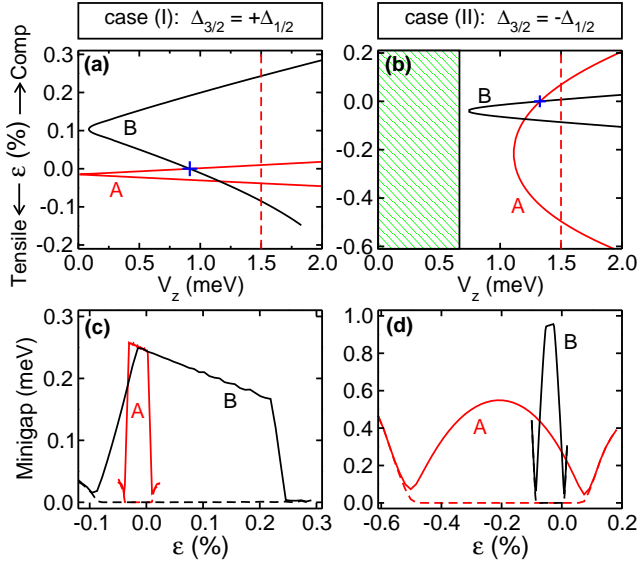 case (I): Δ3/2 = +Δ1/2
case (II): Δ3/2 = -Δ1/2
Tensile ← ε (%) → Comp
0.3
0.2
0.1
0.0
-0.1
-0.2
(a)
B
A
0.0 0.5 1.0 1.5 2.0
Vz (meV)
0.2
0.0
-0.2
-0.4
-0.6
(b)
B
A
0.0 0.5 1.0 1.5 2.0
Vz (meV)
Minigap (meV)
0.3
0.2
0.1
0.0
(c)
A
B
-0.1 0.0 0.1 0.2 0.3
ε (%)
1.0
0.8
0.6
0.4
0.2
0.0
(d)
B
A
-0.6 -0.4 -0.2 0.0 0.2
ε (%)